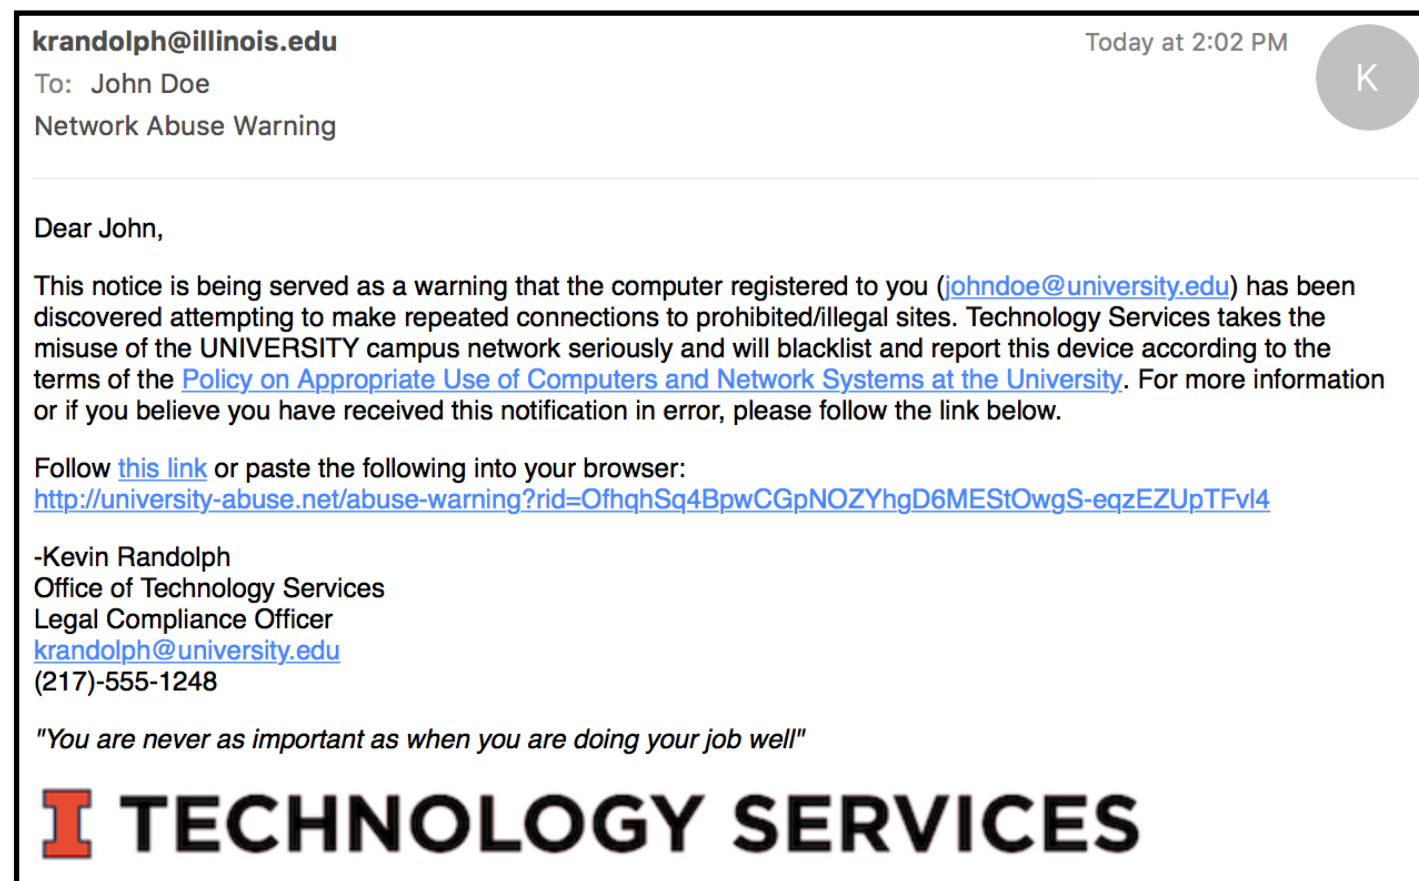 krandolph@illinois.edu
Today at 2:02 PM
K
To: John Doe
Network Abuse Warning
Dear John,
This notice is being served as a warning that the computer registered to you (johndoe@university.edu) has been
discovered attempting to make repeated connections to prohibited/illegal sites. Technology Services takes the
misuse of the UNIVERSITY campus network seriously and will blacklist and report this device according to the
terms of the Policy on Appropriate Use of Computers and Network Systems at the University. For more information
or if you believe you have received this notification in error, please follow the link below.
Follow this link or paste the following into your browser:
http://university-abuse.net/abuse-warning?rid=OfhqhSq4BpwCGpNOZYhgD6MEStOwgS-eqzEZUpTFvl4
-Kevin Randolph
Office of Technology Services
Legal Compliance Officer
krandolph@university.edu
(217)-555-1248
"You are never as important as when you are doing your job well"
I TECHNOLOGY SERVICES